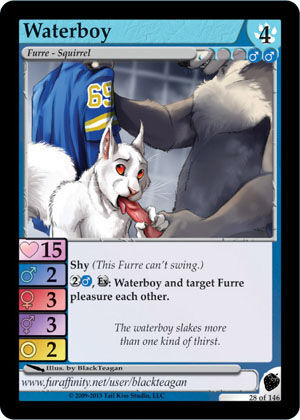 Waterboy
4
Furre - Squirrel
69
15
2
3
3
2
Shy (This Furre can't swing.)
2, : Waterboy and target Furre
pleasure each other.
The waterboy slakes more
than one kind of thirst.
Illus. by BlackTeagan
www.furaffinity.net/user/blackteagan
© 2009-2013 Tail Kiss Studio, LLC
28 of 146